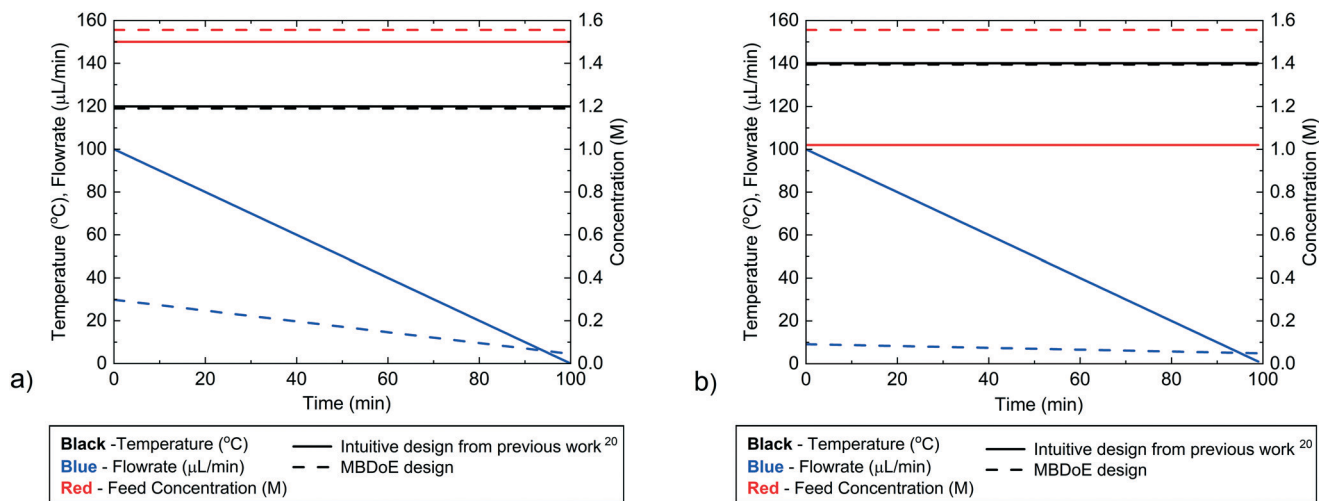 160
140
120
100
80
60
40
20
0
Temperature (°C), Flowrate (μL/min)
1.6
1.4
1.2
1.0
0.8
0.6
0.4
0.2
0.0
Concentration (M)
0 20 40 60 80 100
Time (min)
a)
Black -Temperature (°C)
Blue - Flowrate (μL/min)
Red - Feed Concentration (M)
Intuitive design from previous work 20
MBDoE design
160
140
120
100
80
60
40
20
0
Temperature (°C), Flowrate (μL/min)
1.6
1.4
1.2
1.0
0.8
0.6
0.4
0.2
0.0
Concentration (M)
0 20 40 60 80 100
Time (min)
b)
Black - Temperature (°C)
Blue - Flowrate (μL/min)
Red - Feed Concentration (M)
Intuitive design from previous work 20
MBDoE design